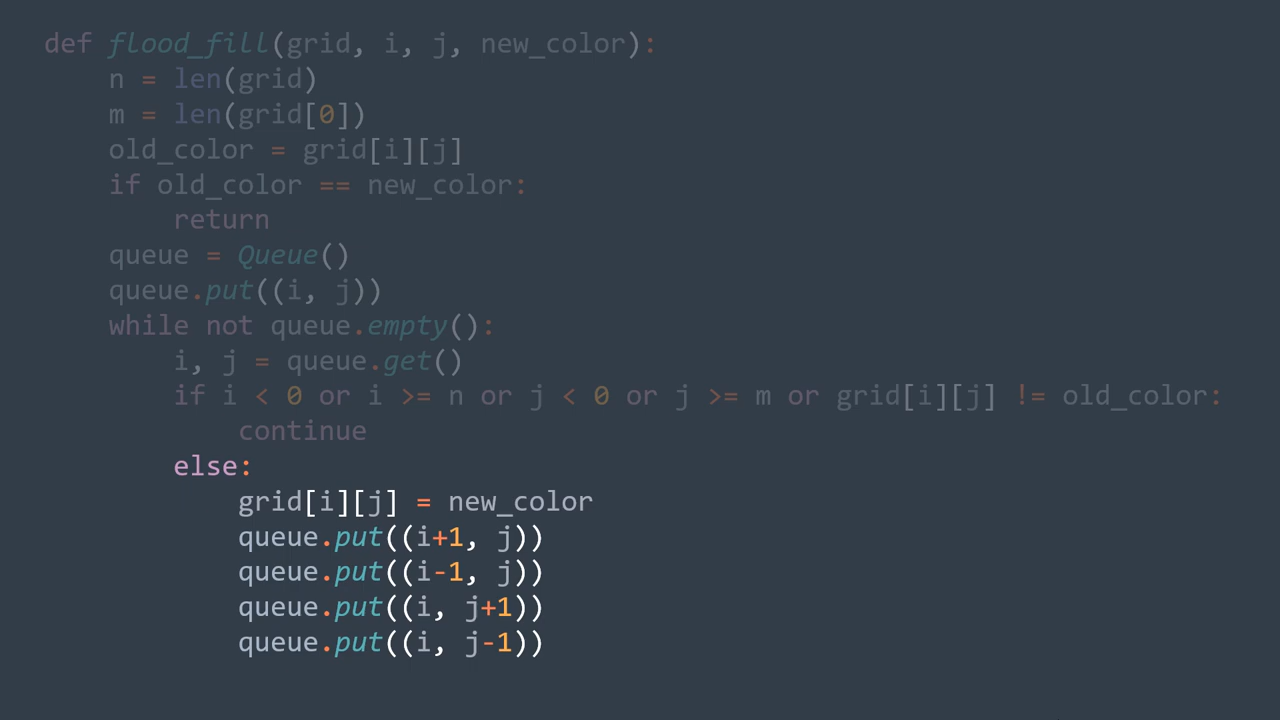 def flood_fill(grid, i, j, new_color):
    n = len(grid)
    m = len(grid[0])
    old_color = grid[i][j]
    if old_color == new_color:
        return
    queue = Queue()
    queue.put((i, j))
    while not queue.empty():
        i, j = queue.get()
        if i < 0 or i >= n or j < 0 or j >= m or grid[i][j] != old_color:
            continue
        else:
            grid[i][j] = new_color
            queue.put((i+1, j))
            queue.put((i-1, j))
            queue.put((i, j+1))
            queue.put((i, j-1))